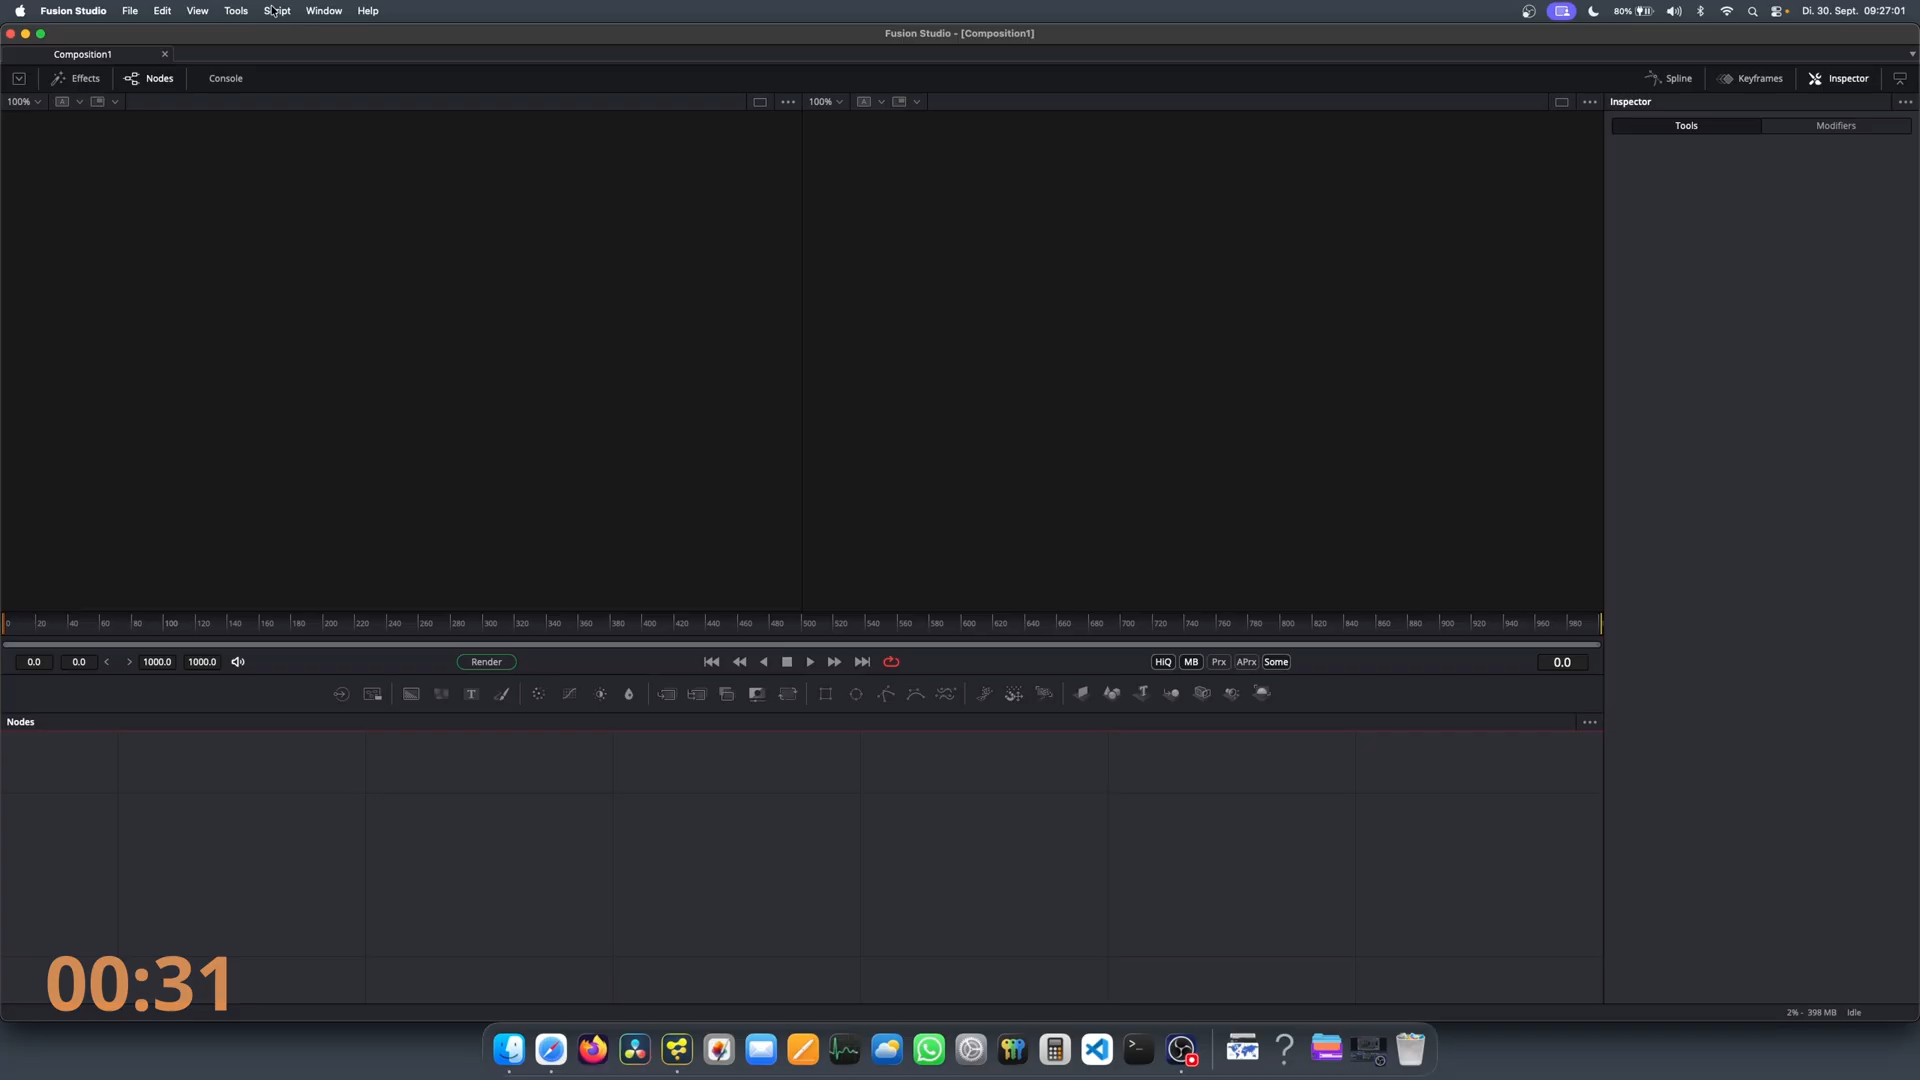 Fusion Studio File Edit View Tools Script Window Help 80% Di. 30. Sept. 09:27:01
Fusion Studio - [Composition1]
Composition1
Effects Nodes Console Spline Keyframes Inspector
100% A 100% A Inspector
Tools Modifiers
0 20 40 60 80 100 120 140 160 180 200 220 240 260 280 300 320 340 360 380 400 420 440 460 480 500 520 540 560 580 600 620 640 660 680 700 720 740 760 780 800 820 840 860 880 900 920 940 960 980
0.0 0.0 < > 1000.0 1000.0 Render HiQ MB Prx APrx Some 0.0
T
Nodes
00:31
2% - 398 MB Idle